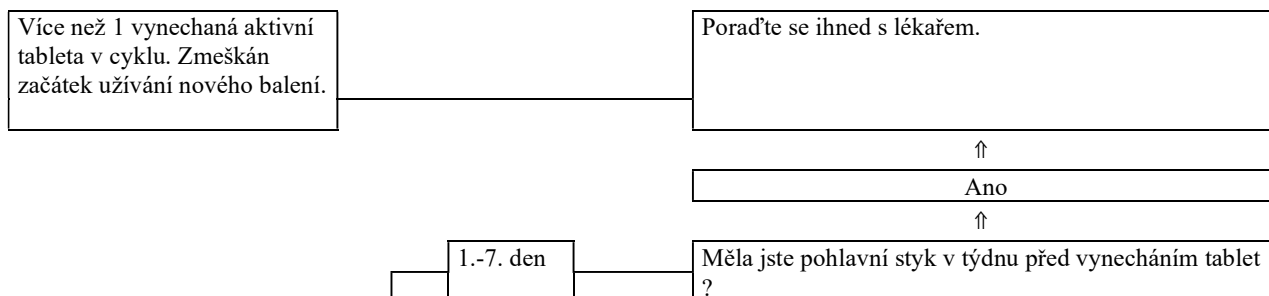 Více než 1 vynechaná aktivní
tableta v cyklu. Zmeškán
začátek užívání nového balení.
Poraďte se ihned s lékařem.
⇑
Ano
⇑
1.-7. den
Měla jste pohlavní styk v týdnu před vynecháním tablet
?